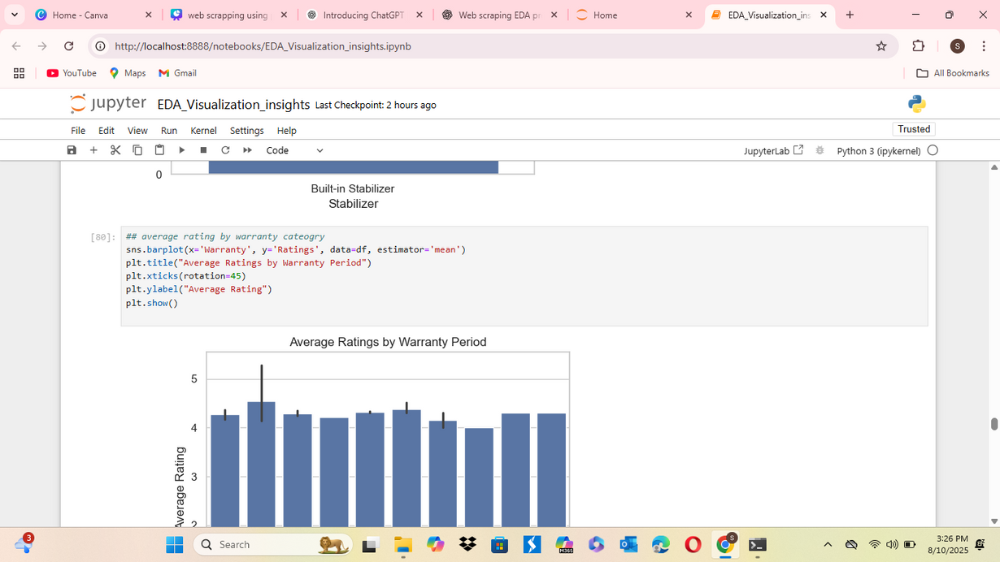 Home - Canva
web scrapping using
Introducing ChatGPT
Web scraping EDA pr
Home
EDA_Visualization_ins
http://localhost:8888/notebooks/EDA_Visualization_insights.ipynb
S
YouTube
Maps
Gmail
All Bookmarks
jupyter EDA_Visualization_insights Last Checkpoint: 2 hours ago
File Edit View Run Kernel Settings Help
Trusted
Code
JupyterLab
Python 3 (ipykernel)
0
Built-in Stabilizer
Stabilizer
[80]:
## average rating by warranty cateogry
sns.barplot(x='Warranty', y='Ratings', data=df, estimator='mean')
plt.title("Average Ratings by Warranty Period")
plt.xticks(rotation=45)
plt.ylabel("Average Rating")
plt.show()
Average Ratings by Warranty Period
5
4
3
2
Average Rating
3
Search
M365
S
3:26 PM
8/10/2025